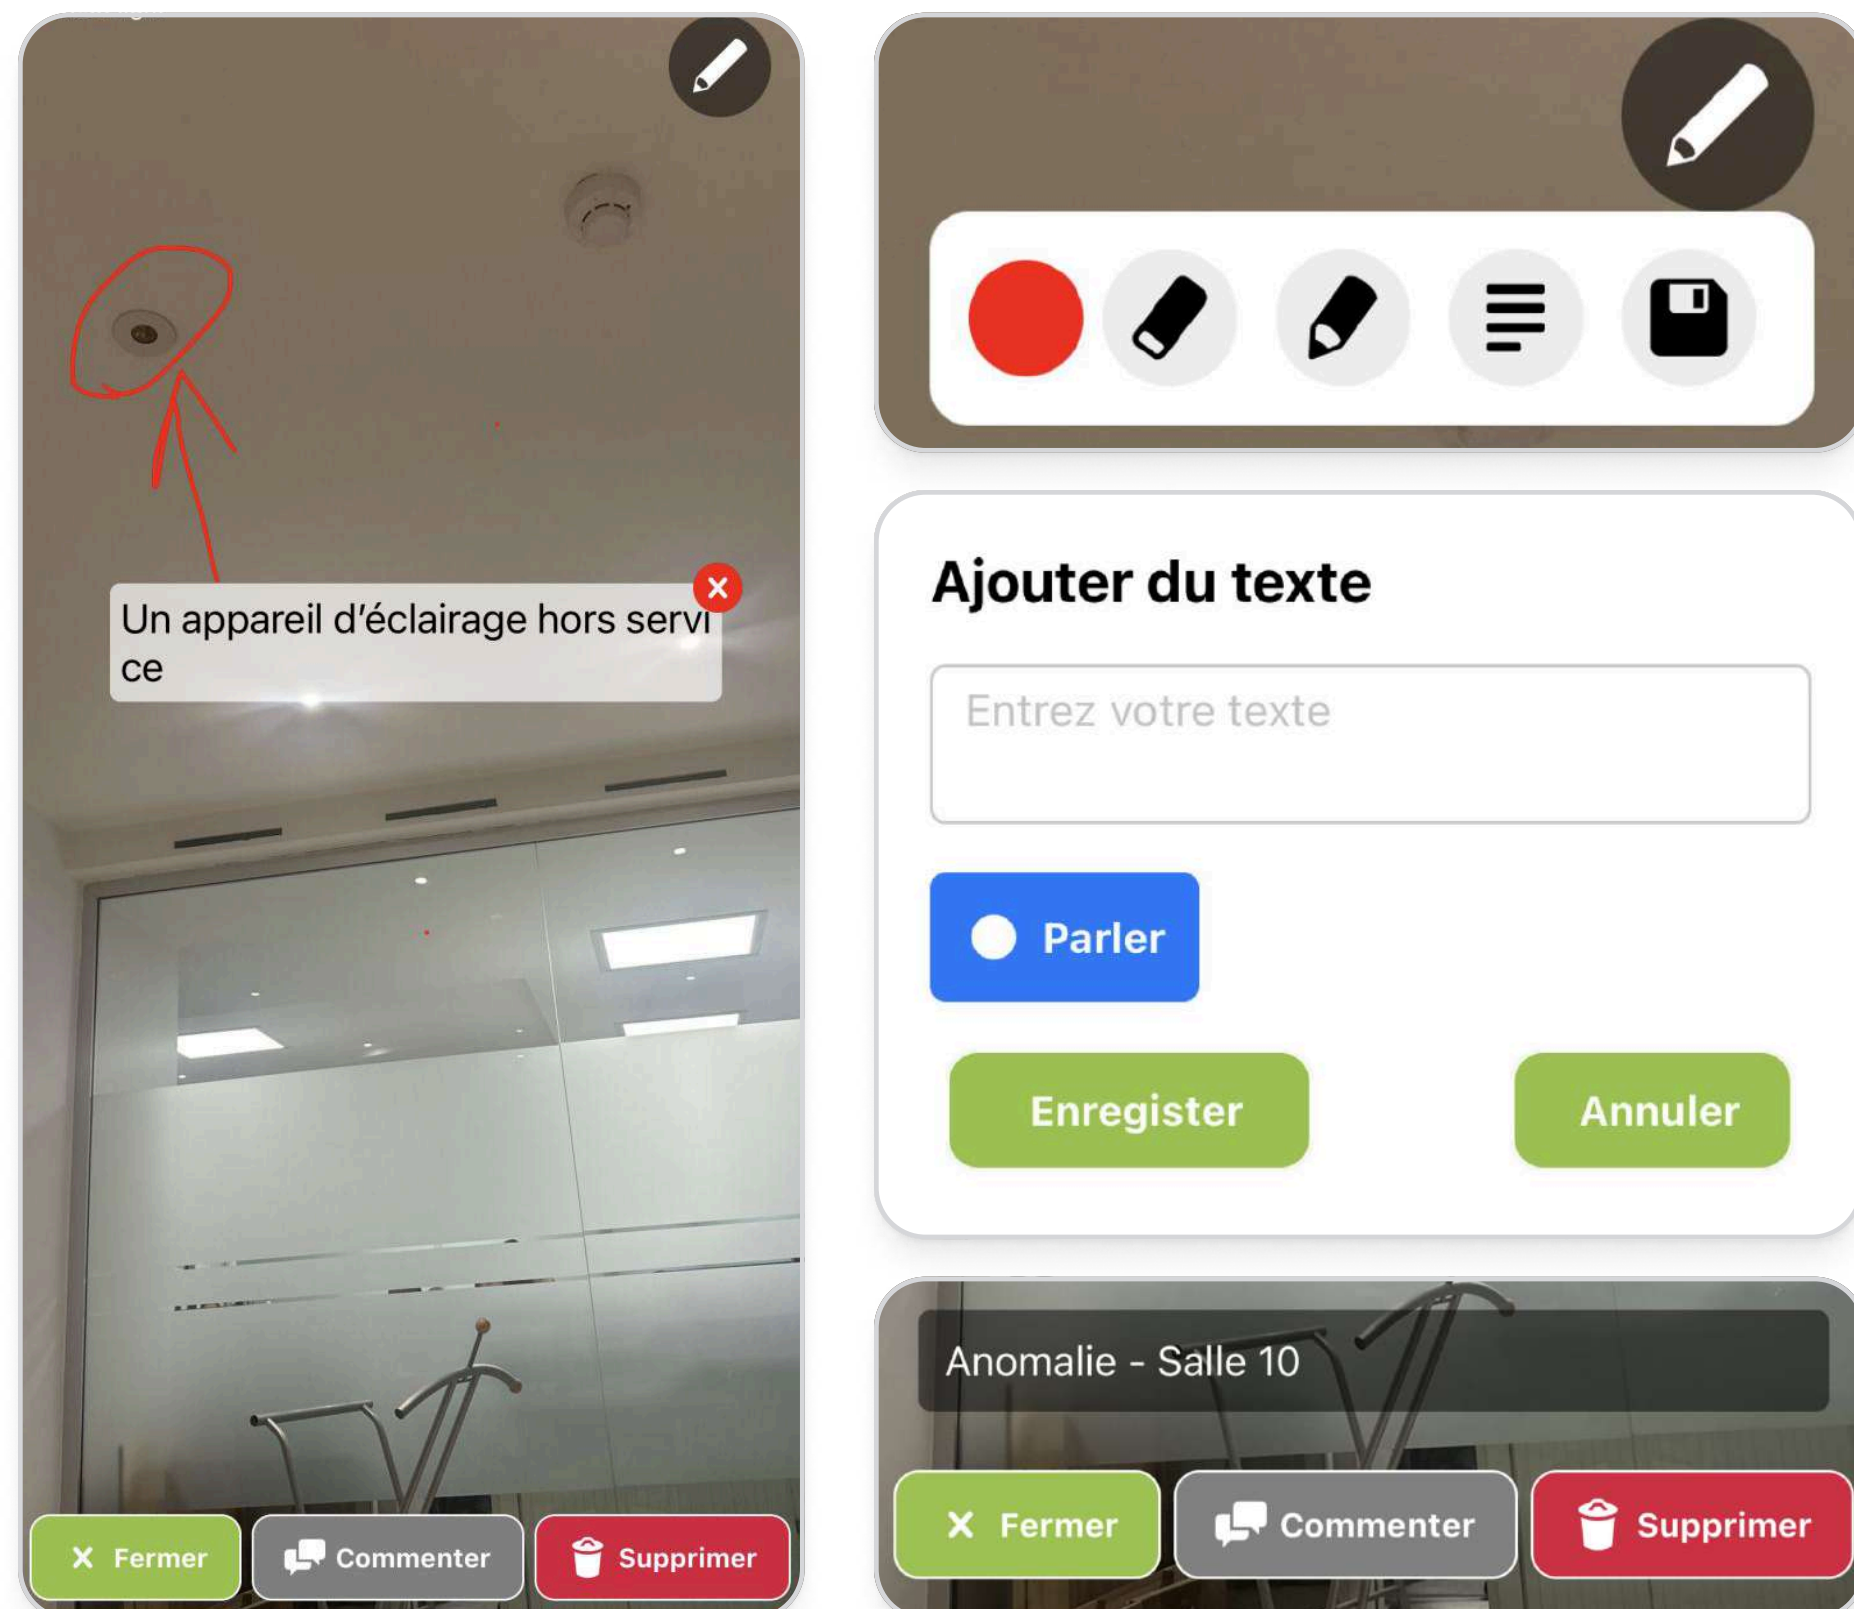 Un appareil d’éclairage hors servi
ce
Fermer
Commenter
Supprimer
Ajouter du texte
Entrez votre texte
Parler
Enregister
Annuler
Anomalie - Salle 10
Fermer
Commenter
Supprimer